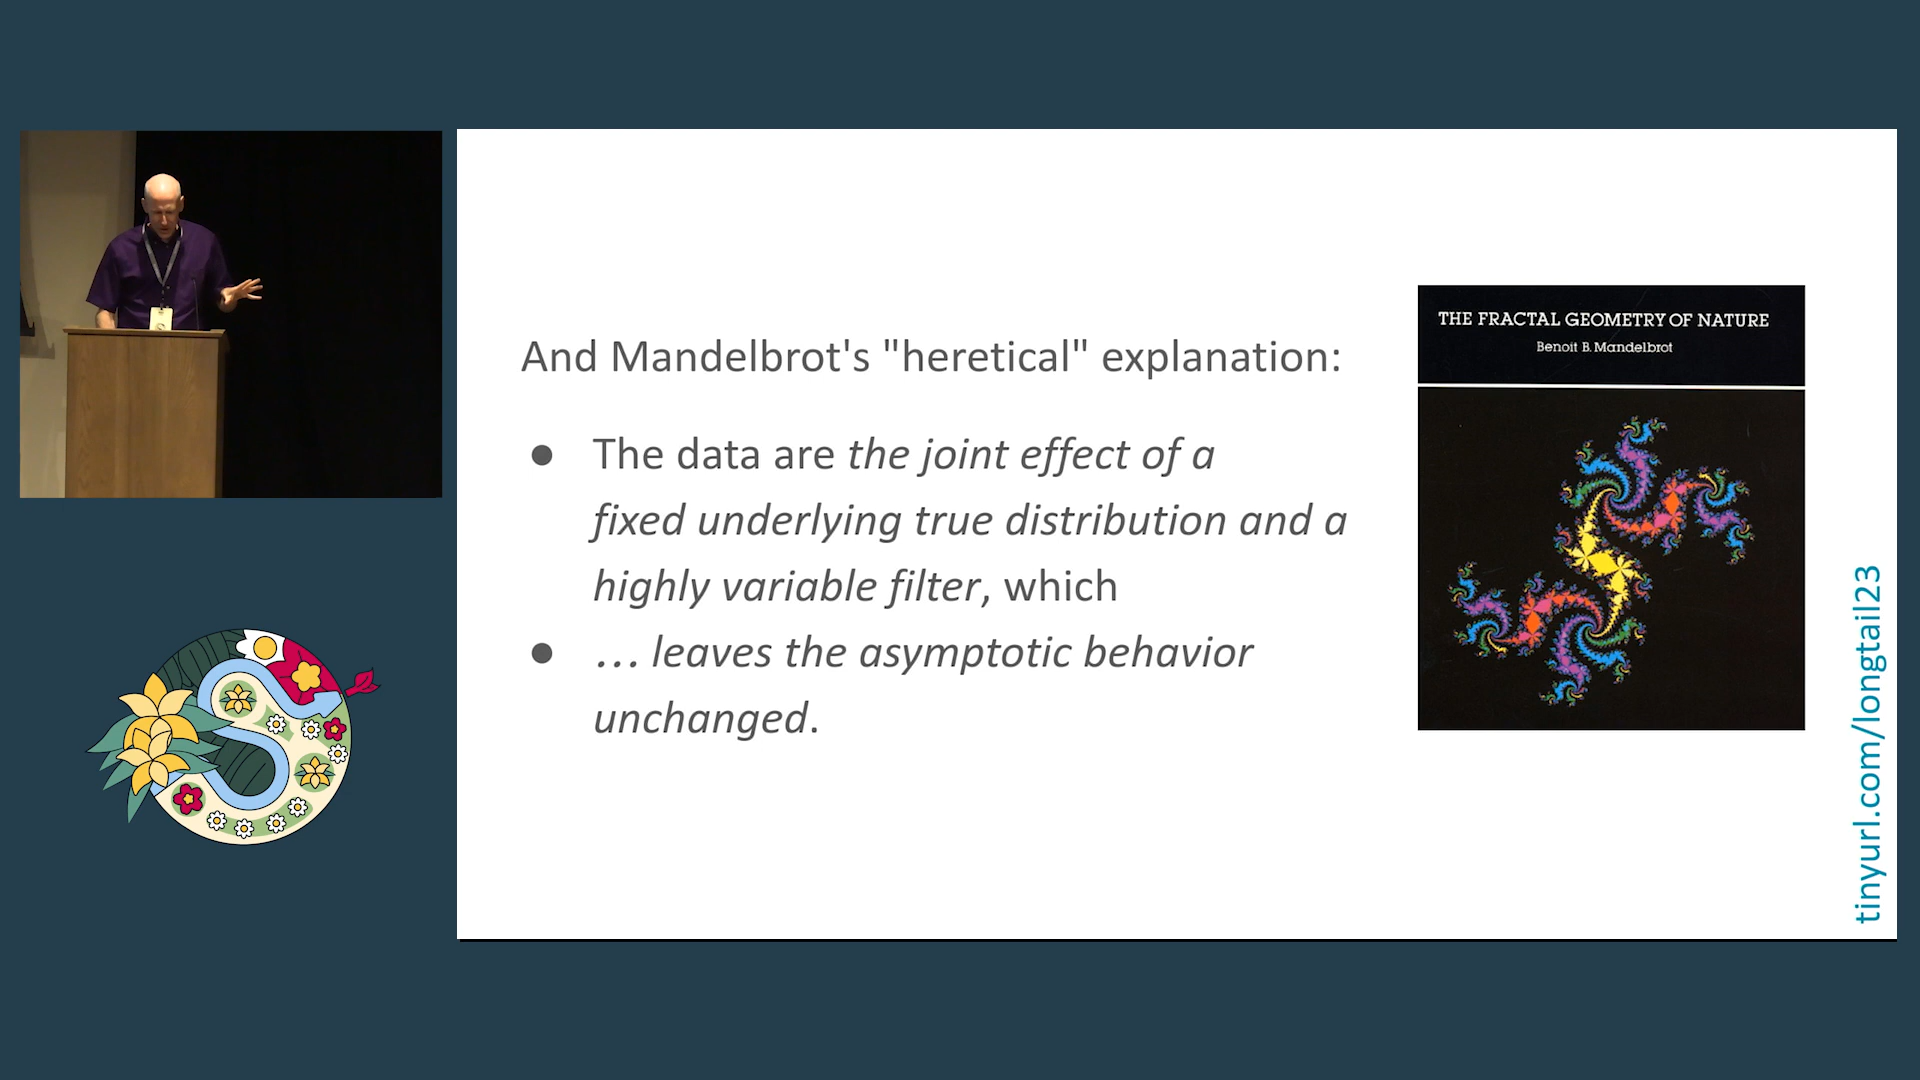 And Mandelbrot's "heretical" explanation:
● The data are the joint effect of a
fixed underlying true distribution and a
highly variable filter, which
● … leaves the asymptotic behavior
unchanged.
THE FRACTAL GEOMETRY OF NATURE
Benoit B. Mandelbrot
tinyurl.com/longtail23